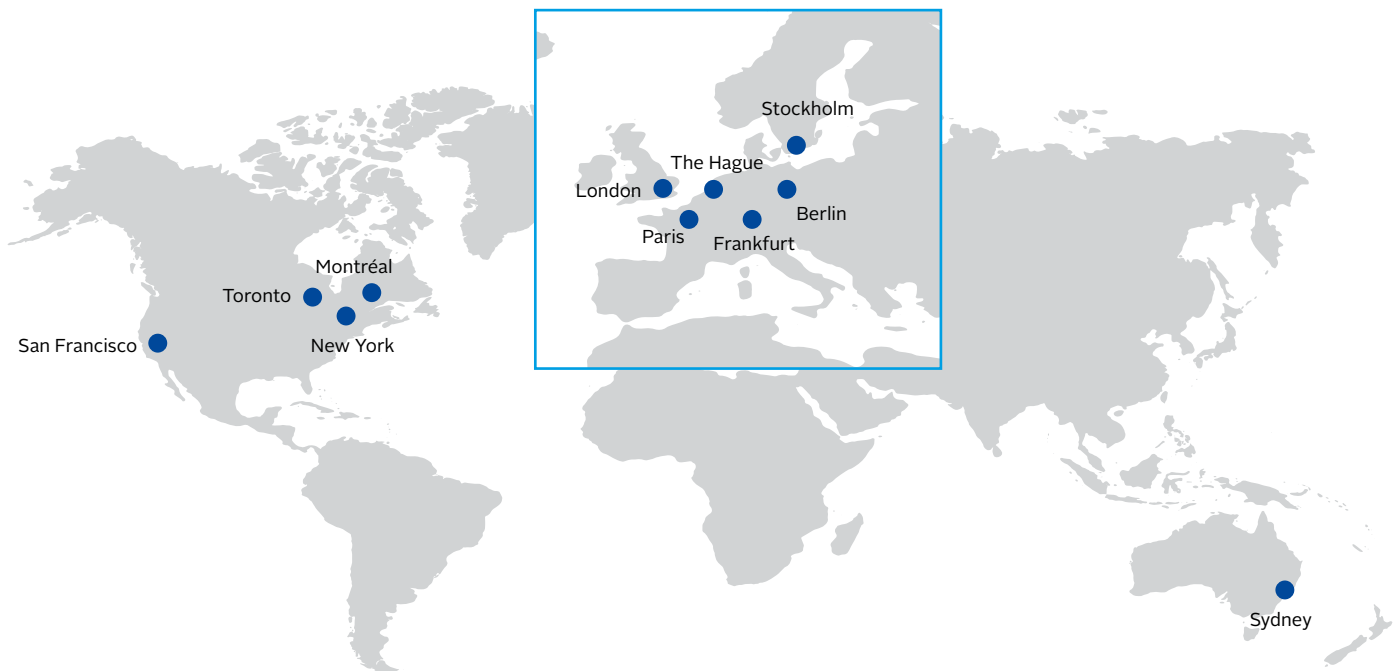 Stockholm
The Hague
London
Berlin
Paris
Frankfurt
Montréal
Toronto
San Francisco
New York
Sydney